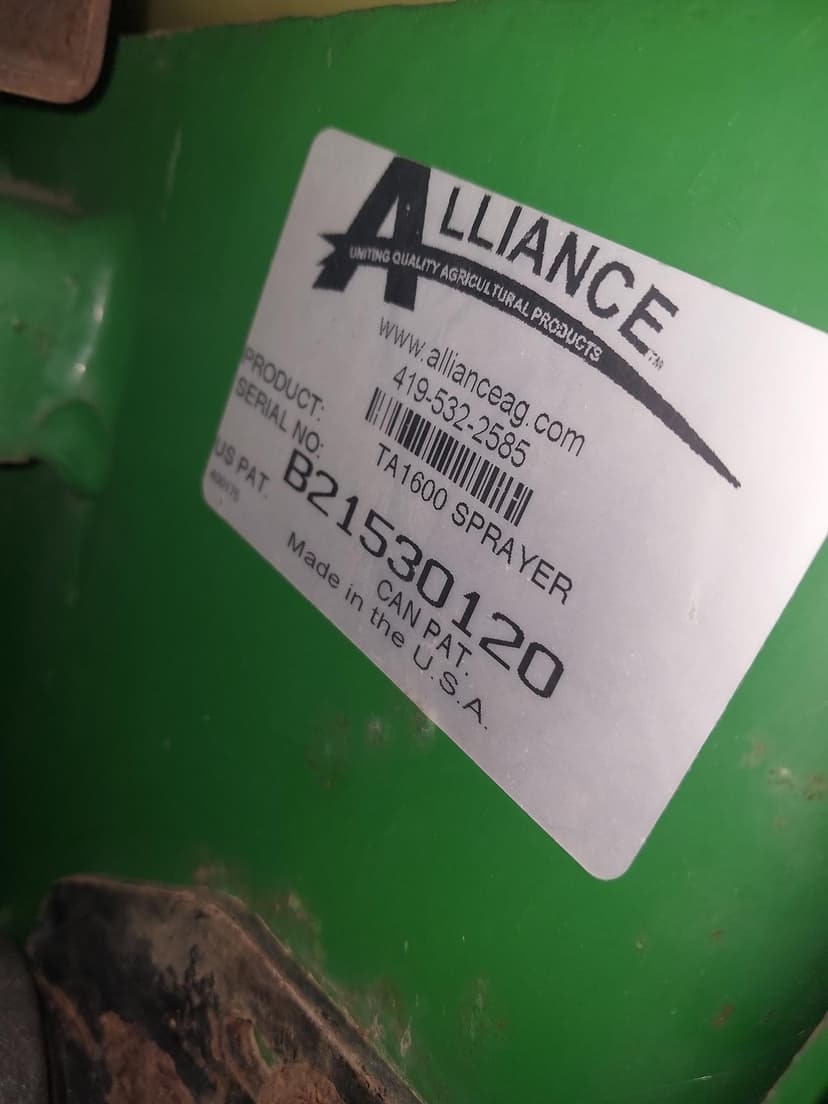 ALLIANCE™
UNITING QUALITY AGRICULTURAL PRODUCTS
www.allianceag.com
419-532-2585
PRODUCT: TA1600 SPRAYER
SERIAL NO: B21530120
US PAT. CAN PAT.
Made in the U.S.A.